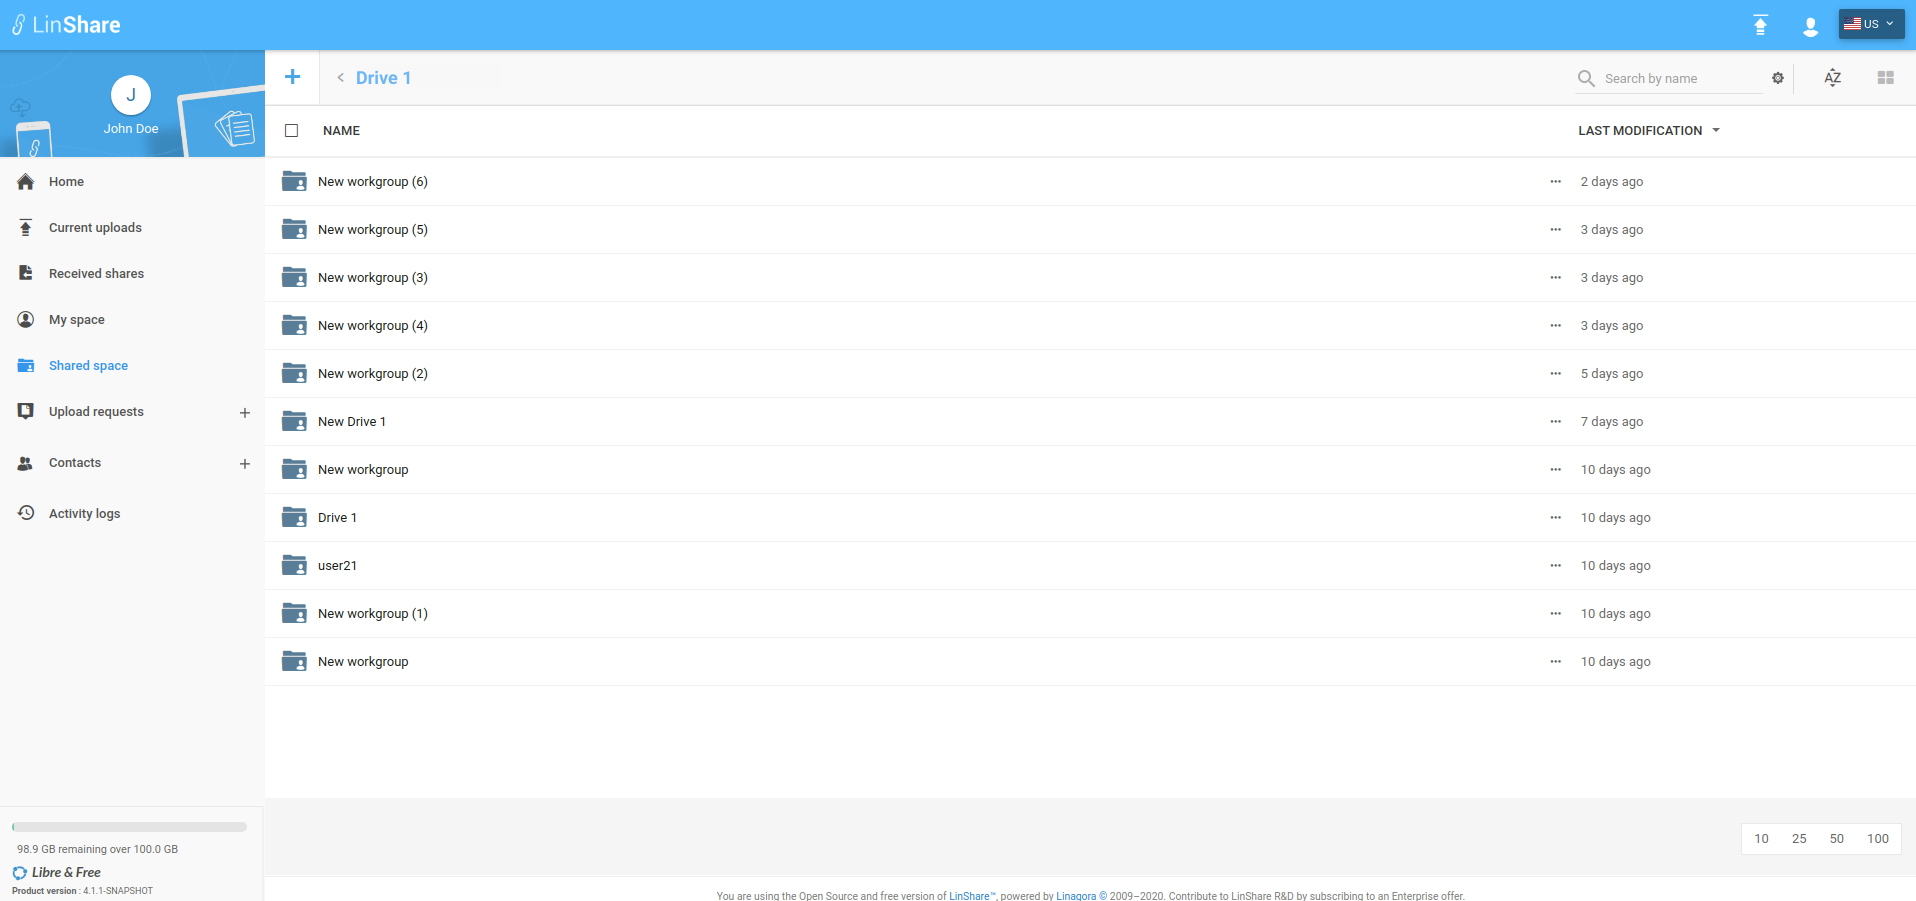 LinShare
US
J
John Doe
Drive 1
Search by name
AZ
NAME
LAST MODIFICATION
Home
Current uploads
Received shares
My space
Shared space
Upload requests
Contacts
Activity logs
New workgroup (6)
2 days ago
New workgroup (5)
3 days ago
New workgroup (3)
3 days ago
New workgroup (4)
3 days ago
New workgroup (2)
5 days ago
New Drive 1
7 days ago
New workgroup
10 days ago
Drive 1
10 days ago
user21
10 days ago
New workgroup (1)
10 days ago
New workgroup
10 days ago
98.9 GB remaining over 100.0 GB
Libre & Free
Product version : 4.1.1-SNAPSHOT
10 25 50 100
You are using the Open Source and free version of LinShare™, powered by Linagora © 2009–2020. Contribute to LinShare R&D by subscribing to an Enterprise offer.